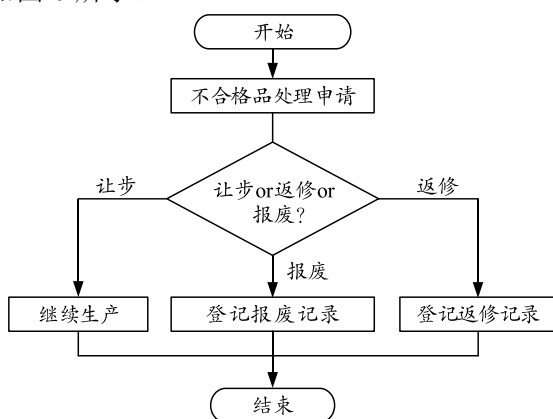 开始
不合格品处理申请
让步
让步or返修or
报废?
返修
报废
继续生产
登记报废记录
登记返修记录
结束